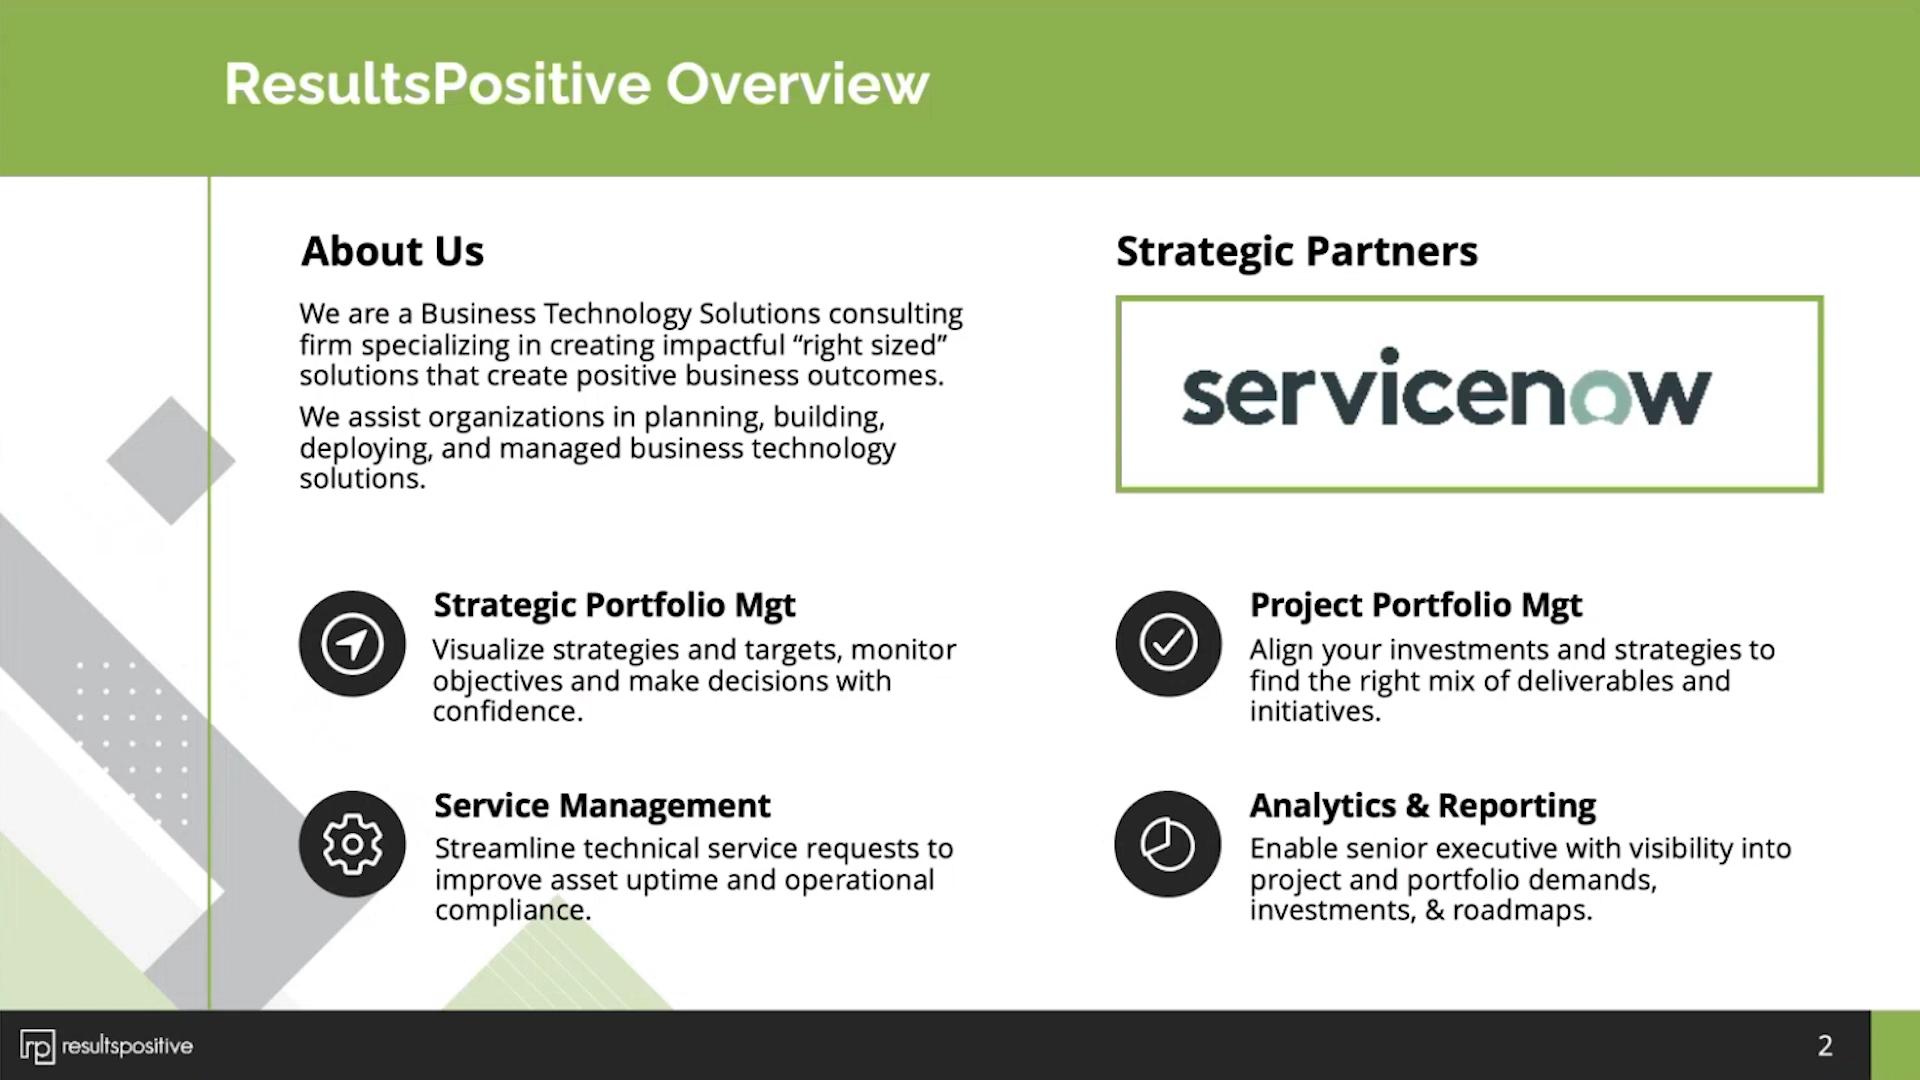 ResultsPositive Overview
About Us
We are a Business Technology Solutions consulting
firm specializing in creating impactful “right sized”
solutions that create positive business outcomes.
We assist organizations in planning, building,
deploying, and managed business technology
solutions.
Strategic Partners
servicenow
Strategic Portfolio Mgt
Visualize strategies and targets, monitor
objectives and make decisions with
confidence.
Project Portfolio Mgt
Align your investments and strategies to
find the right mix of deliverables and
initiatives.
Service Management
Streamline technical service requests to
improve asset uptime and operational
compliance.
Analytics & Reporting
Enable senior executive with visibility into
project and portfolio demands,
investments, & roadmaps.
rp resultspositive
2